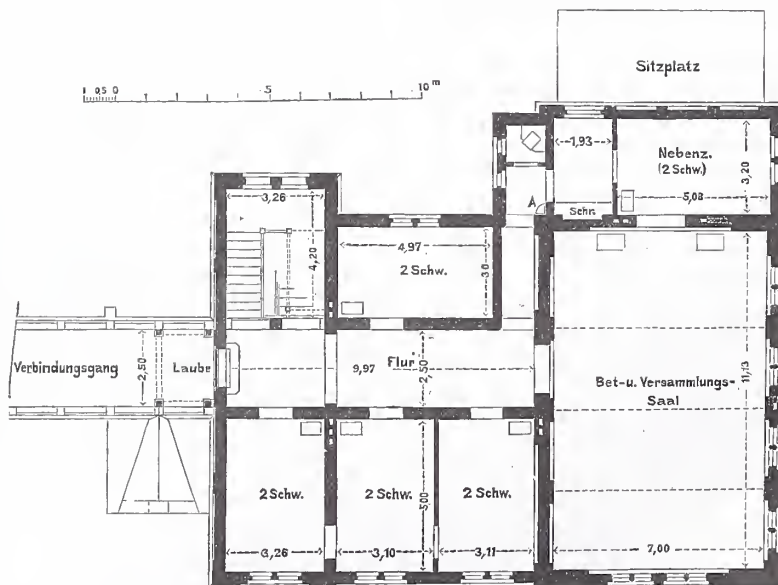 1 0,5 0 5 10 m
Sitzplatz
1,93
Nebenz.
(2 Schw.)
3,20
5,08
A
Schr.
3,26
4,20
4,97
2 Schw.
Verbindungsgang
2,50
Laube
Flur
9,97
2,50
Bet- u. Versammlungs-
Saal
11,13
2 Schw.
2 Schw.
2 Schw.
5,00
3,26
3,10
3,11
7,00